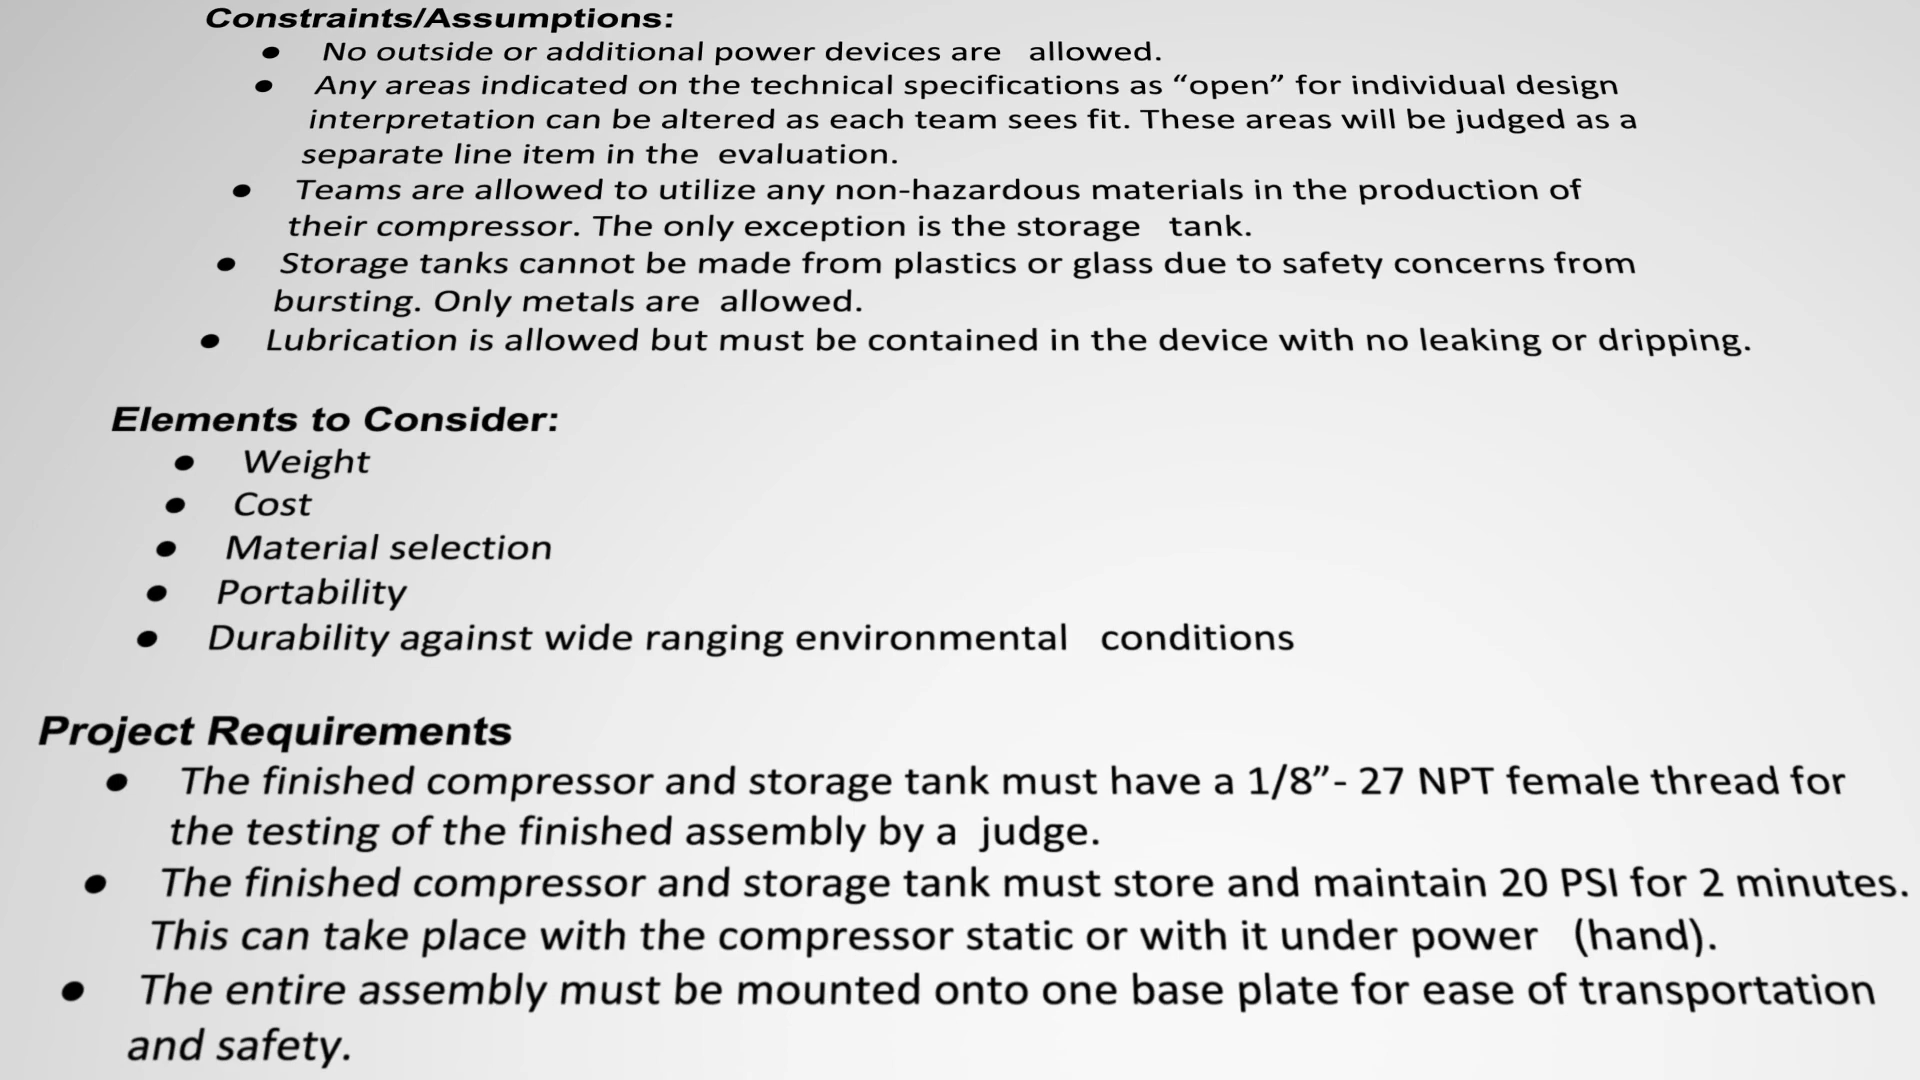 Constraints/Assumptions:
● No outside or additional power devices are allowed.
● Any areas indicated on the technical specifications as “open” for individual design
interpretation can be altered as each team sees fit. These areas will be judged as a
separate line item in the evaluation.
● Teams are allowed to utilize any non-hazardous materials in the production of
their compressor. The only exception is the storage tank.
● Storage tanks cannot be made from plastics or glass due to safety concerns from
bursting. Only metals are allowed.
● Lubrication is allowed but must be contained in the device with no leaking or dripping.
Elements to Consider:
● Weight
● Cost
● Material selection
● Portability
● Durability against wide ranging environmental conditions
Project Requirements
● The finished compressor and storage tank must have a 1/8”- 27 NPT female thread for
the testing of the finished assembly by a judge.
● The finished compressor and storage tank must store and maintain 20 PSI for 2 minutes.
This can take place with the compressor static or with it under power (hand).
● The entire assembly must be mounted onto one base plate for ease of transportation
and safety.